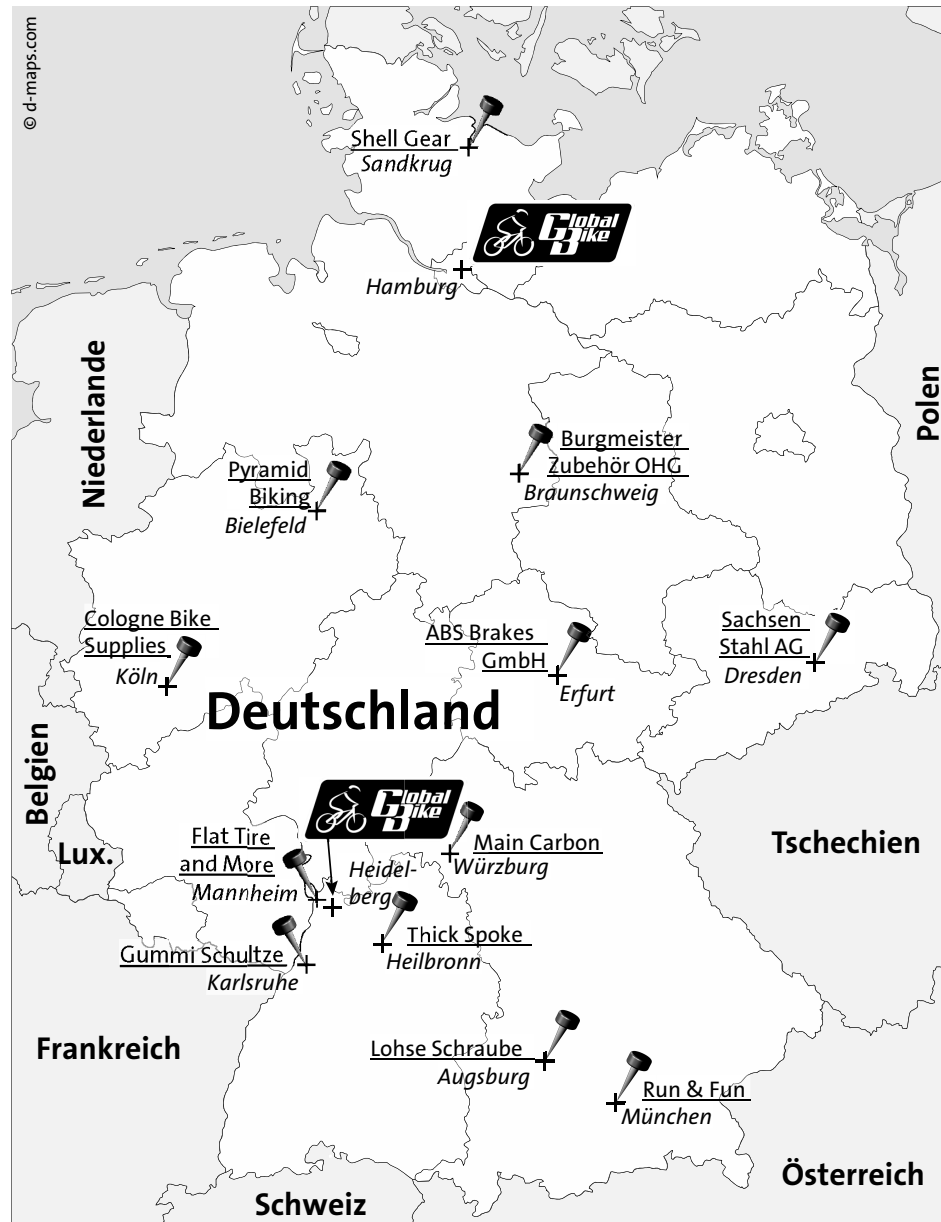 © d-maps.com
Shell Gear
Sandkrug
Global
Bike
Hamburg
Niederlande
Polen
Pyramid
Biking
Bielefeld
Burgmeister
Zubehör OHG
Braunschweig
Cologne Bike
Supplies
Köln
ABS Brakes
GmbH
Erfurt
Sachsen
Stahl AG
Dresden
Deutschland
Belgien
Lux.
Global
Bike
Flat Tire
and More
Mannheim
Heidel-
berg
Main Carbon
Würzburg
Tschechien
Gummi Schultze
Karlsruhe
Thick Spoke
Heilbronn
Frankreich
Lohse Schraube
Augsburg
Run & Fun
München
Österreich
Schweiz